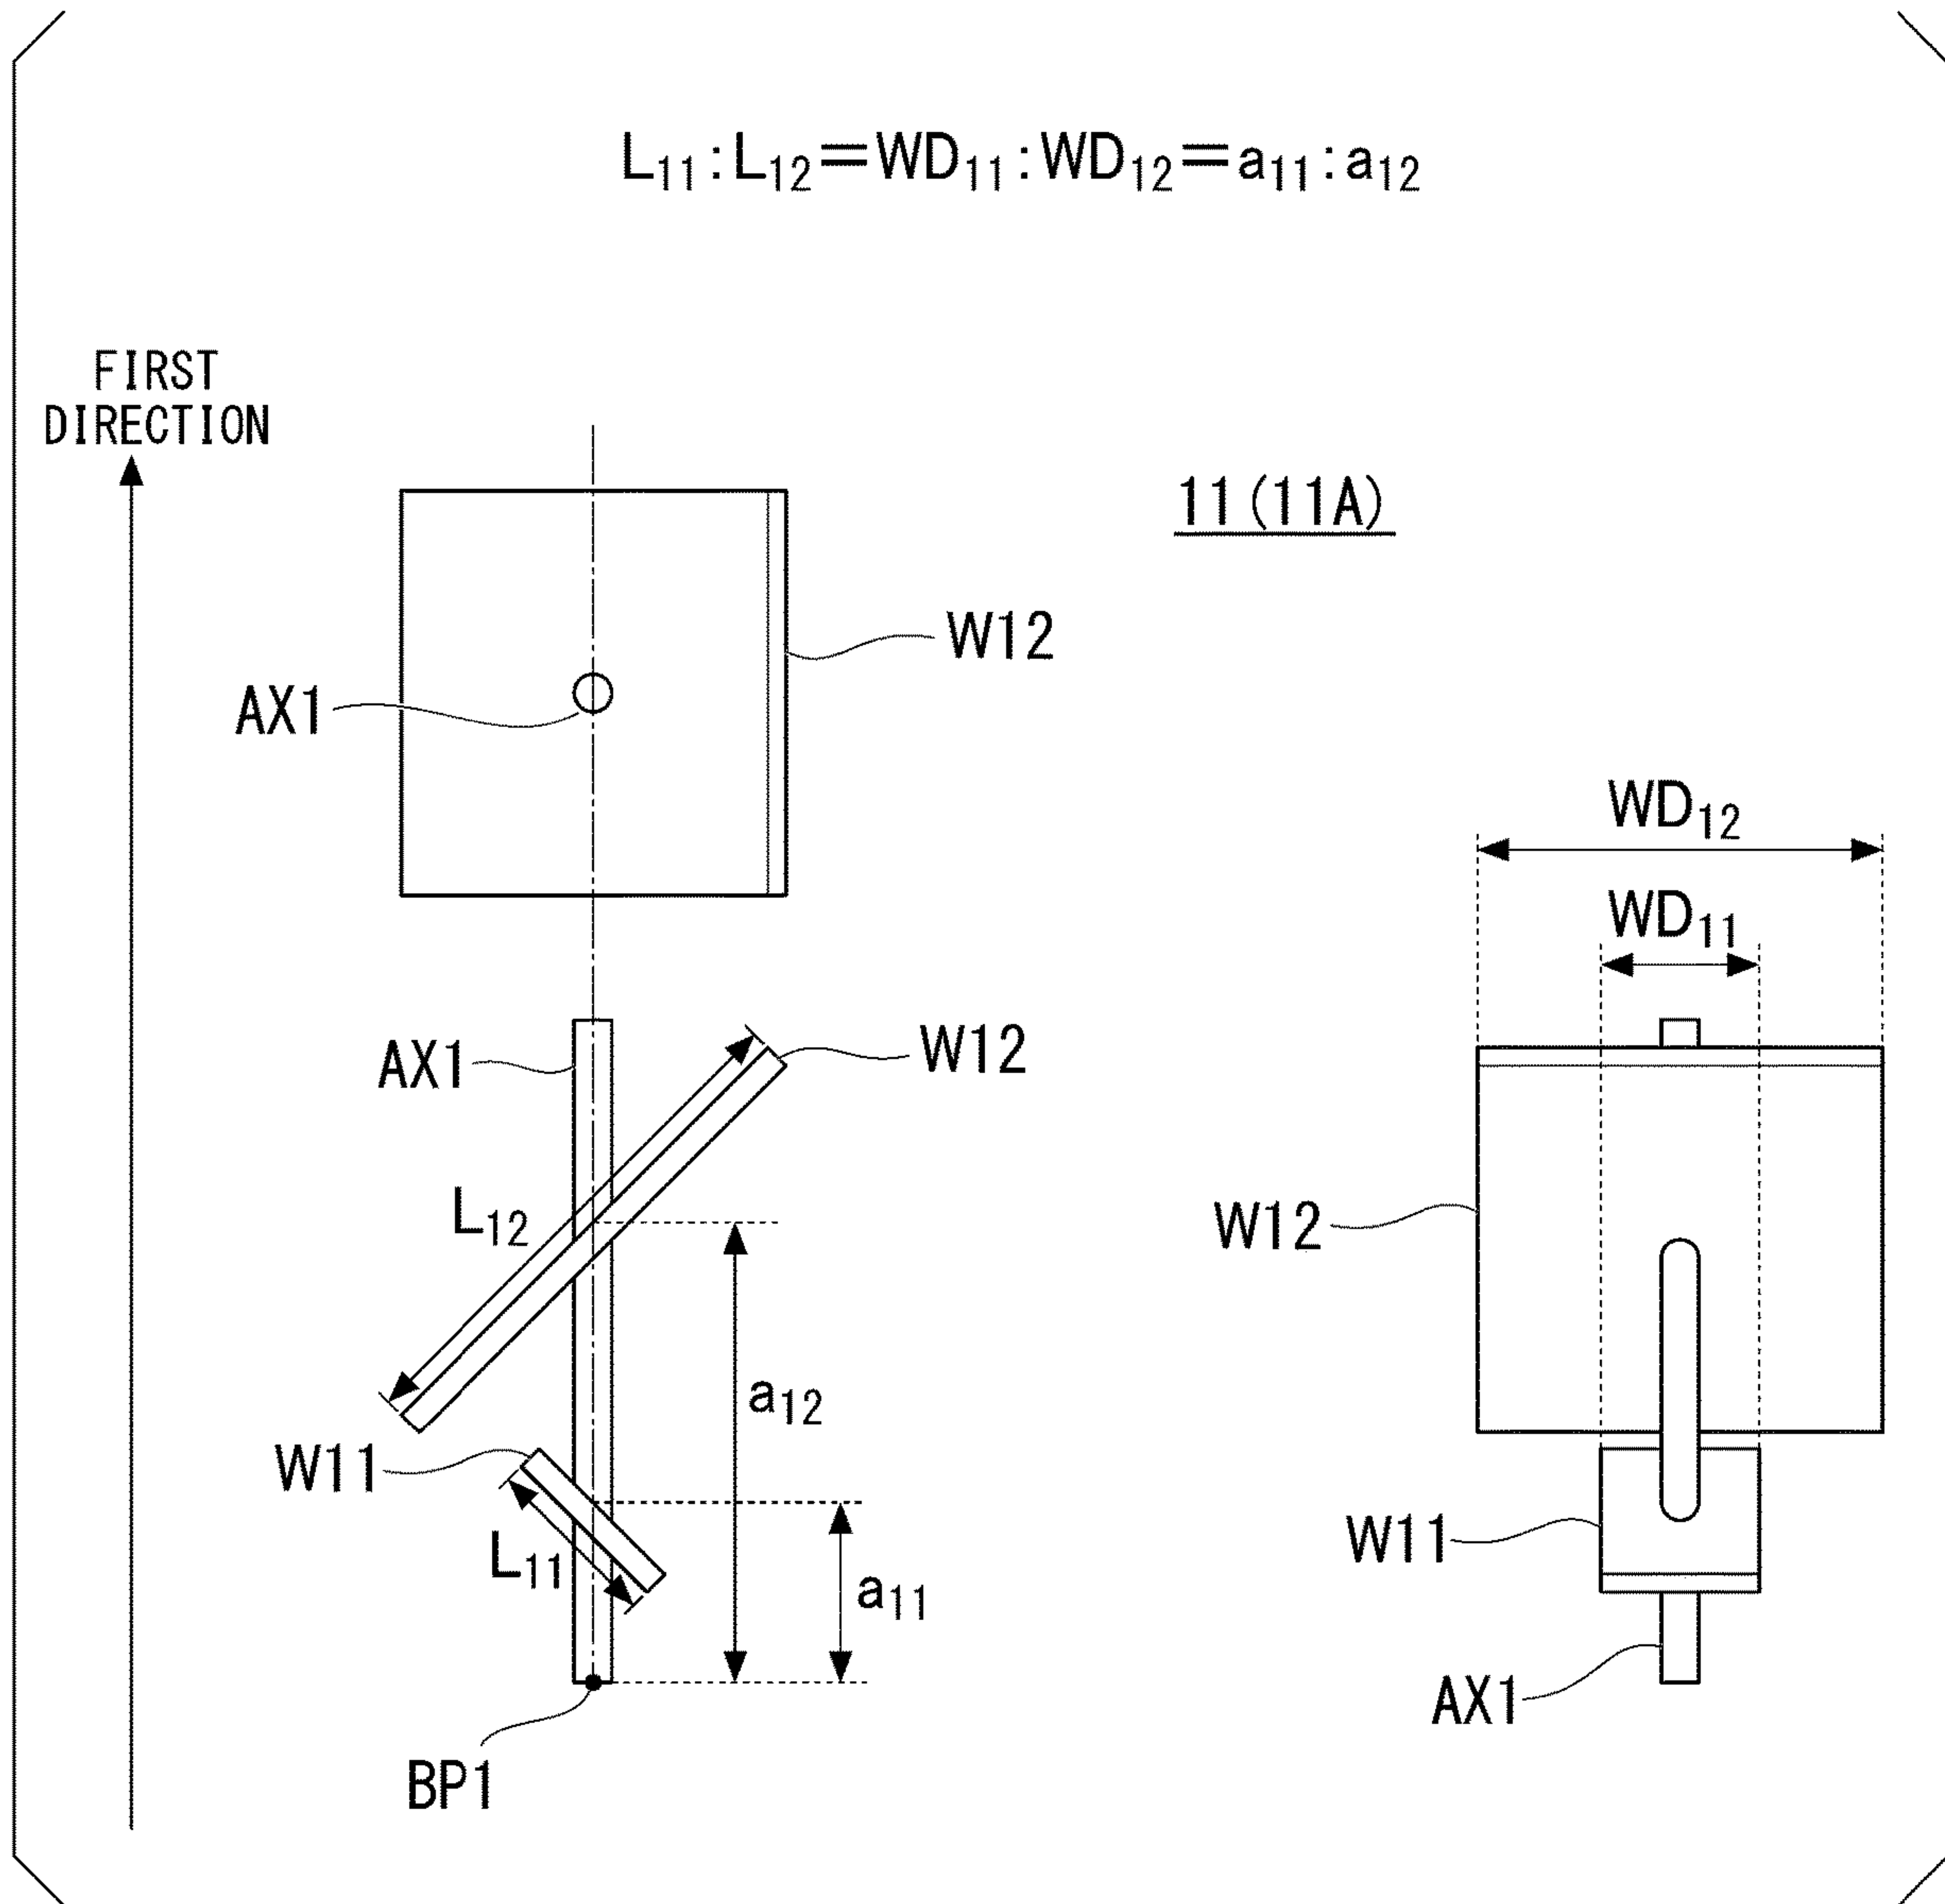 L₁₁:L₁₂=WD₁₁:WD₁₂=a₁₁:a₁₂
FIRST
DIRECTION
11(11A)
W12
AX1
WD₁₂
WD₁₁
AX1
W12
L₁₂
W12
a₁₂
W11
L₁₁
a₁₁
W11
AX1
BP1